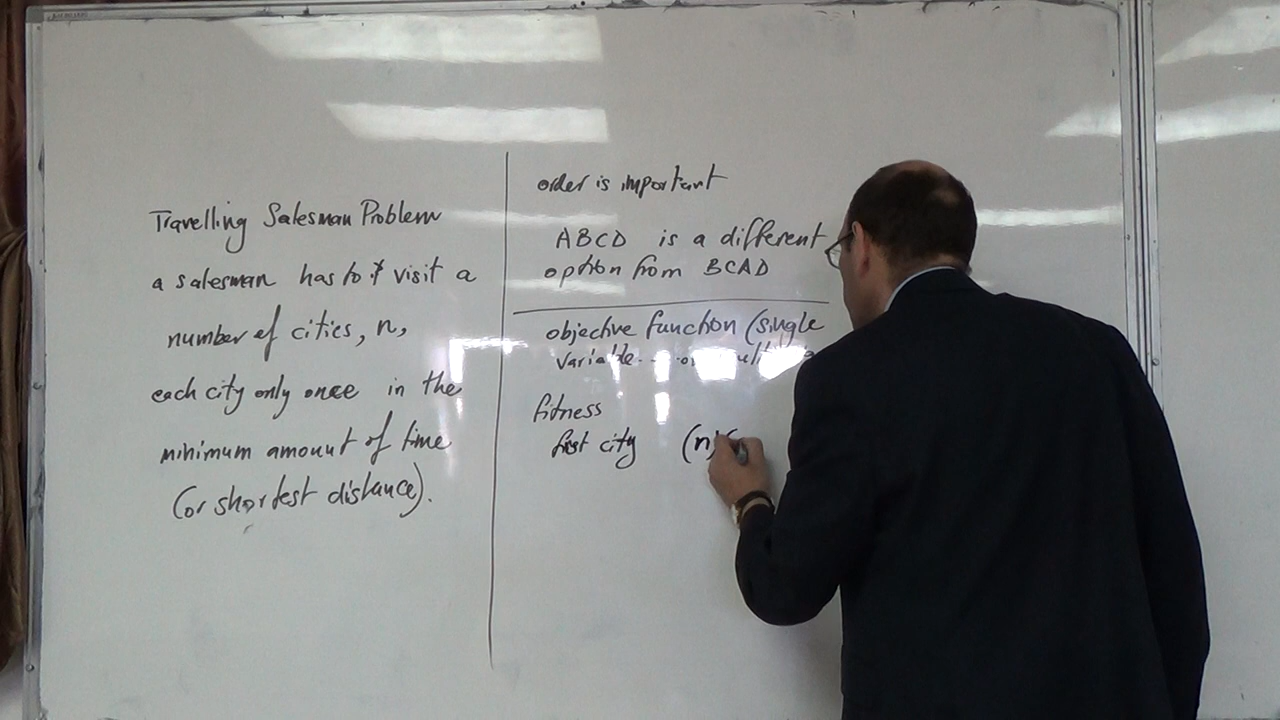 Travelling Salesman Problem
a salesman has to visit a
number of cities, n,
each city only once in the
minimum amount of time
(or shortest distance).
order is important
ABCD is a different
option from BCAD
objective function (single
variable
fitness
first city (n)(